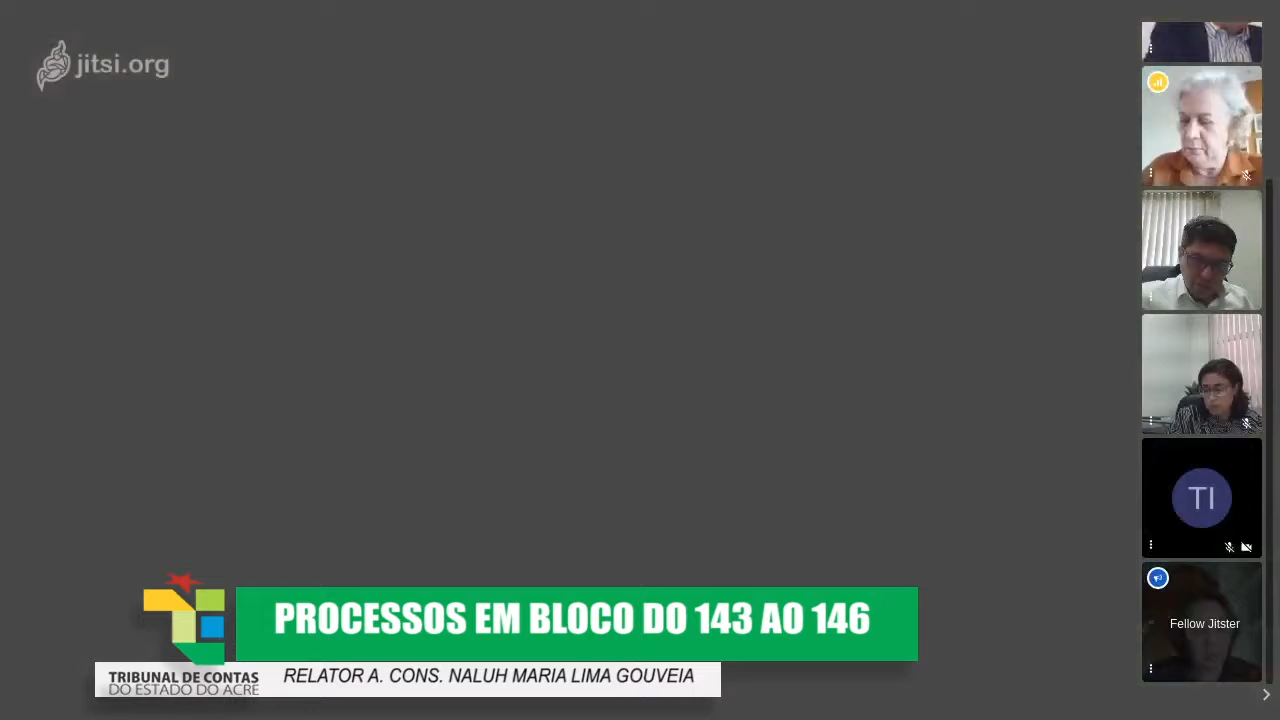 jitsi.org
TI
Fellow Jitster
PROCESSOS EM BLOCO DO 143 AO 146
RELATOR A. CONS. NALUH MARIA LIMA GOUVEIA
TRIBUNAL DE CONTAS
DO ESTADO DO ACRE